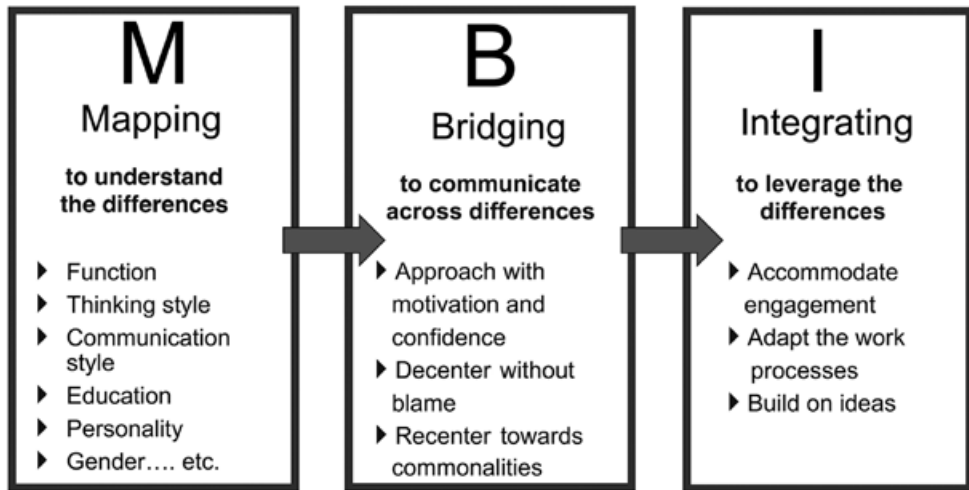 M
Mapping
to understand
the differences
Function
Thinking style
Communication
style
Education
Personality
Gender.... etc.
B
Bridging
to communicate
across differences
Approach with
motivation and
confidence
Decenter without
blame
Recenter towards
commonalities
I
Integrating
to leverage the
differences
Accommodate
engagement
Adapt the work
processes
Build on ideas